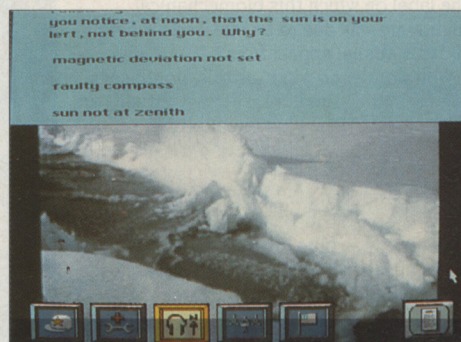 you notice, at noon, that the sun is on your
left, not behind you. Why?
magnetic deviation not set
faulty compass
sun not at zenith